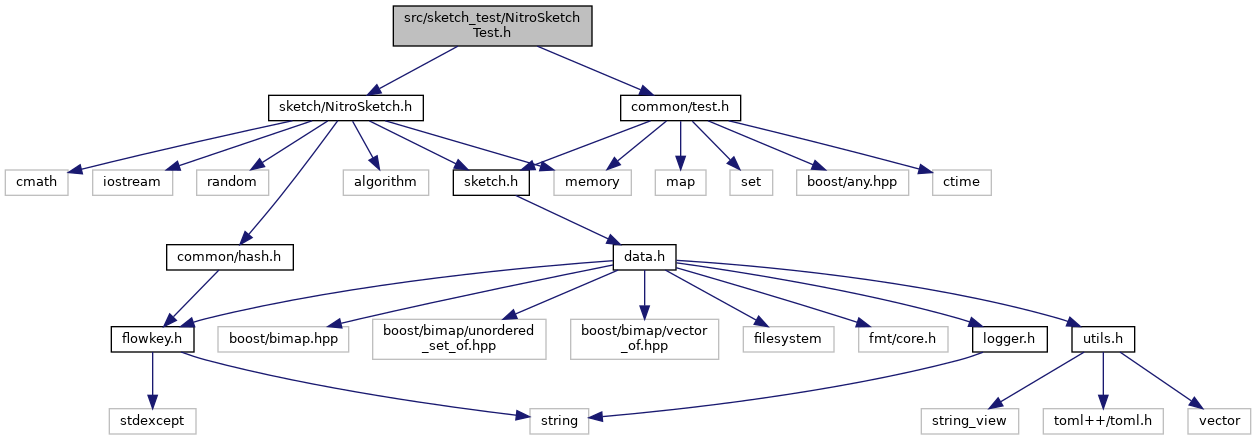 src/sketch_test/NitroSketch
Test.h
sketch/NitroSketch.h
common/test.h
cmath
iostream
random
algorithm
sketch.h
memory
map
set
boost/any.hpp
ctime
common/hash.h
data.h
flowkey.h
boost/bimap.hpp
boost/bimap/unordered
_set_of.hpp
boost/bimap/vector
_of.hpp
filesystem
fmt/core.h
logger.h
utils.h
stdexcept
string
string_view
toml++/toml.h
vector